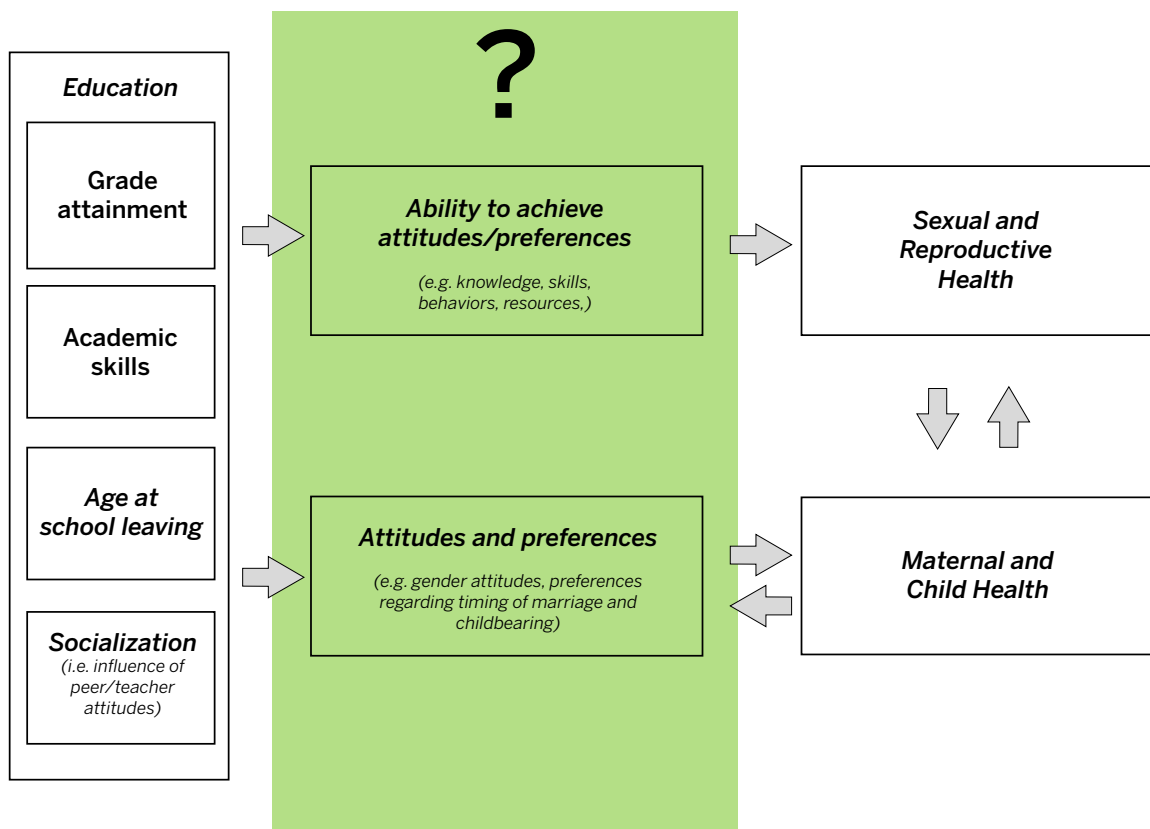 ?
Education
Grade
attainment
Academic
skills
Age at
school leaving
Socialization
(i.e. influence of
peer/teacher
attitudes)
Ability to achieve
attitudes/preferences
(e.g. knowledge, skills,
behaviors, resources,)
Attitudes and preferences
(e.g. gender attitudes, preferences
regarding timing of marriage and
childbearing)
Sexual and
Reproductive
Health
Maternal and
Child Health